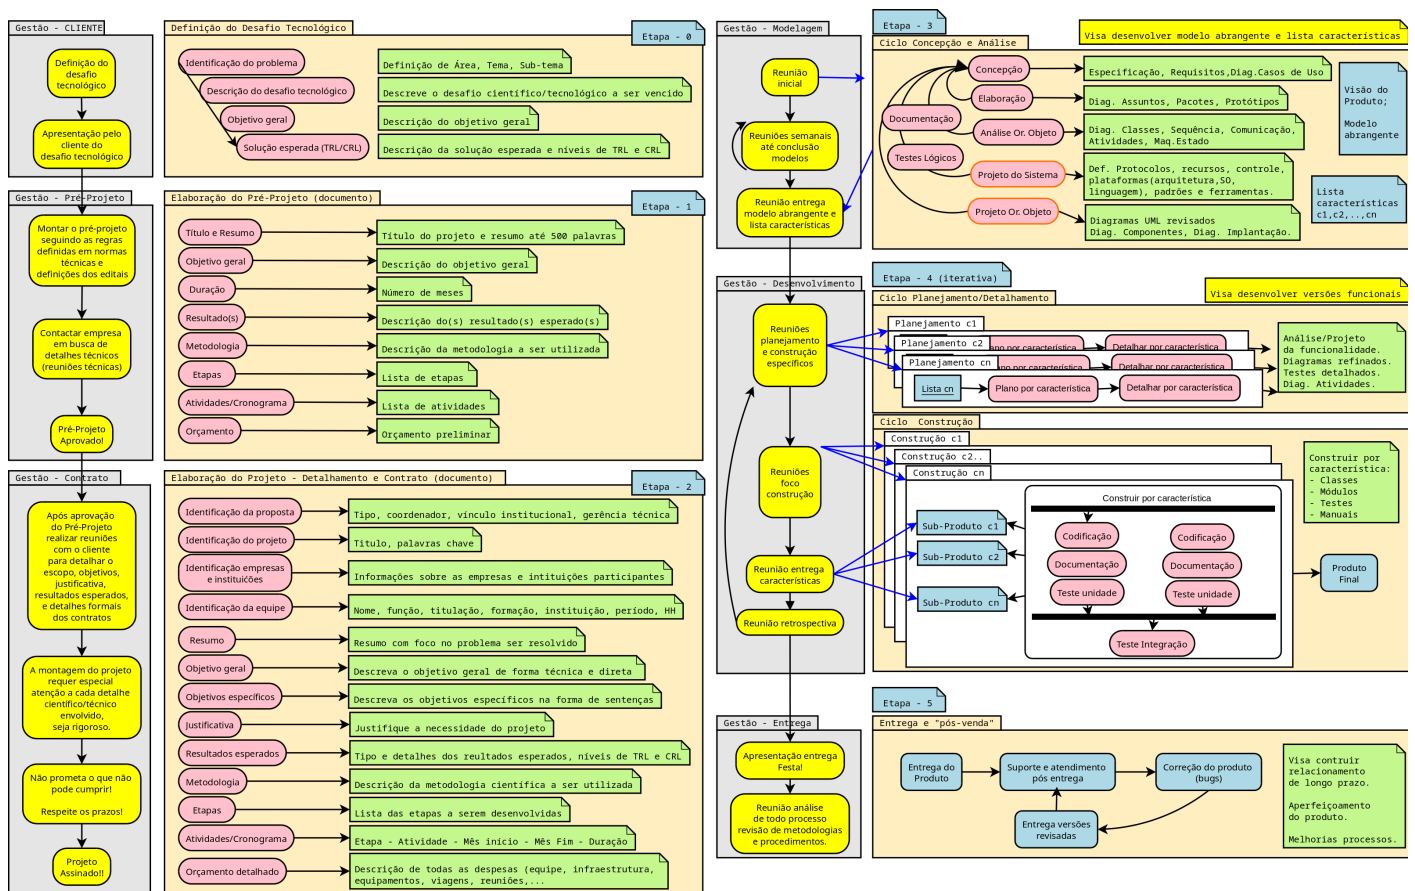 Gestão - CLIENTE
Definição do
desafio
tecnológico
Apresentação pelo
cliente do
desafio tecnológico
Definição do Desafio Tecnológico
Etapa - 0
Identificação do problema
Definição de Área, Tema, Sub-tema
Descrição do desafio tecnológico
Descreve o desafio científico/tecnológico a ser vencido
Objetivo geral
Descrição do objetivo geral
Solução esperada (TRL/CRL)
Descrição da solução esperada e níveis de TRL e CRL
Gestão - Pré-Projeto
Montar o pré-projeto
seguindo as regras
definidas em normas
técnicas e
definições dos editais
Contactar empresa
em busca de
detalhes técnicos
(reuniões técnicas)
Pré-Projeto
Aprovado!
Elaboração do Pré-Projeto (documento)
Etapa - 1
Título e Resumo
Título do projeto e resumo até 500 palavras
Objetivo geral
Descrição do objetivo geral
Duração
Número de meses
Resultado(s)
Descrição do(s) resultado(s) esperado(s)
Metodologia
Descrição da metodologia a ser utilizada
Etapas
Lista de etapas
Atividades/Cronograma
Lista de atividades
Orçamento
Orçamento preliminar
Gestão - Contrato
Após aprovação
do Pré-Projeto
realizar reuniões
com o cliente
para detalhar o
escopo, objetivos,
justificativa,
resultados esperados,
e detalhes formais
dos contratos
A montagem do projeto
requer especial
atenção a cada detalhe
científico/técnico
envolvido,
seja rigoroso.
Não prometa o que não
pode cumprir!
Respeite os prazos!
Projeto
Assinado!!
Elaboração do Projeto - Detalhamento e Contrato (documento)
Etapa - 2
Identificação da proposta
Tipo, coordenador, vínculo institucional, gerência técnica
Identificação do projeto
Titulo, palavras chave
Identificação empresas
e instituićões
Informações sobre as empresas e intituições participantes
Identificação da equipe
Nome, função, titulação, formação, instituição, período, HH
Resumo
Resumo com foco no problema ser resolvido
Objetivo geral
Descreva o objetivo geral de forma técnica e direta
Objetivos específicos
Descreva os objetivos específicos na forma de sentenças
Justificativa
Justifique a necessidade do projeto
Resultados esperados
Tipo e detalhes dos reultados esperados, níveis de TRL e CRL
Metodologia
Descrição da metodologia científica a ser utilizada
Etapas
Lista das etapas a serem desenvolvidas
Atividades/Cronograma
Etapa - Atividade - Mês início - Mês Fim - Duração
Orçamento detalhado
Descrição de todas as despesas (equipe, infraestrutura,
equipamentos, viagens, reuniões,...
Gestão - Modelagem
Reunião
inicial
Reuniões semanais
até conclusão
modelos
Reunião entrega
modelo abrangente e
lista características
Etapa - 3
Visa desenvolver modelo abrangente e lista características
Ciclo Concepção e Análise
Concepção
Especificação, Requisitos,Diag.Casos de Uso
Elaboração
Diag. Assuntos, Pacotes, Protótipos
Documentação
Análise Or. Objeto
Diag. Classes, Sequência, Comunicação,
Atividades, Maq.Estado
Testes Lógicos
Projeto do Sistema
Def. Protocolos, recursos, controle,
plataformas(arquitetura,SO,
linguagem), padrões e ferramentas.
Projeto Or. Objeto
Diagramas UML revisados
Diag. Componentes, Diag. Implantação.
Visão do
Produto;
Modelo
abrangente
Lista
características
c1,c2,..,cn
Gestão - Desenvolvimento
Reuniões
planejamento
e construção
específicos
Reuniões
foco
construção
Reunião entrega
características
Reunião retrospectiva
Etapa - 4 (iterativa)
Visa desenvolver versões funcionais
Ciclo Planejamento/Detalhamento
Planejamento c1
Detalhar por característica
Planejamento c2
Detalhar por característica
Planejamento cn
Lista cn
Plano por característica
Detalhar por característica
Análise/Projeto
da funcionalidade.
Diagramas refinados.
Testes detalhados.
Diag. Atividades.
Ciclo Construção
Construção c1
Construção c2..
Construção cn
Sub-Produto c1
Sub-Produto c2
Sub-Produto cn
Construir por característica
Codificação
Documentação
Teste unidade
Codificação
Documentação
Teste unidade
Teste Integração
Construir por
característica:
- Classes
- Módulos
- Testes
- Manuais
Produto
Final
Gestão - Entrega
Apresentação entrega
Festa!
Reunião análise
de todo processo
revisão de metodologias
e procedimentos.
Etapa - 5
Entrega e "pós-venda"
Entrega do
Produto
Suporte e atendimento
pós entrega
Correção do produto
(bugs)
Entrega versões
revisadas
Visa contruir
relacionamento
de longo prazo.
Aperfeiçoamento
do produto.
Melhorias processos.